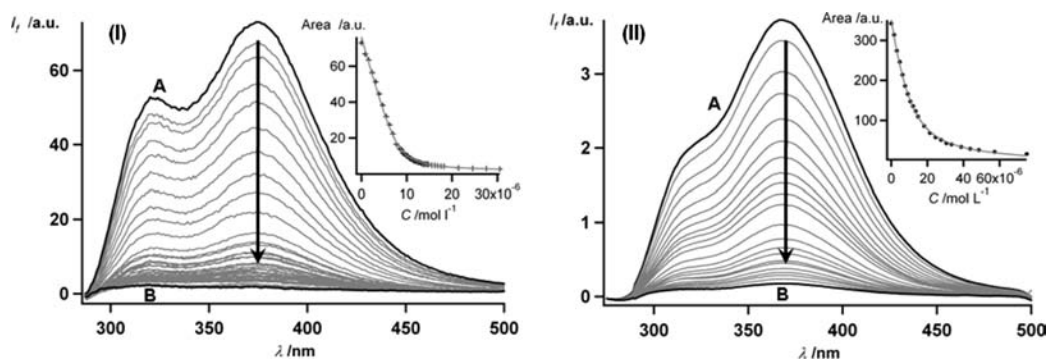 I_f /a.u.
(I)
60
40
20
0
A
B
300
350
400
450
500
λ /nm
Area /a.u.
80
60
40
20
0
10
20
30x10⁻⁶
C /mol l⁻¹
I_f /a.u.
(II)
3
2
1
0
A
B
300
350
400
450
500
λ /nm
Area/a.u.
300
200
100
0
20
40
60x10⁻⁶
C /mol L⁻¹